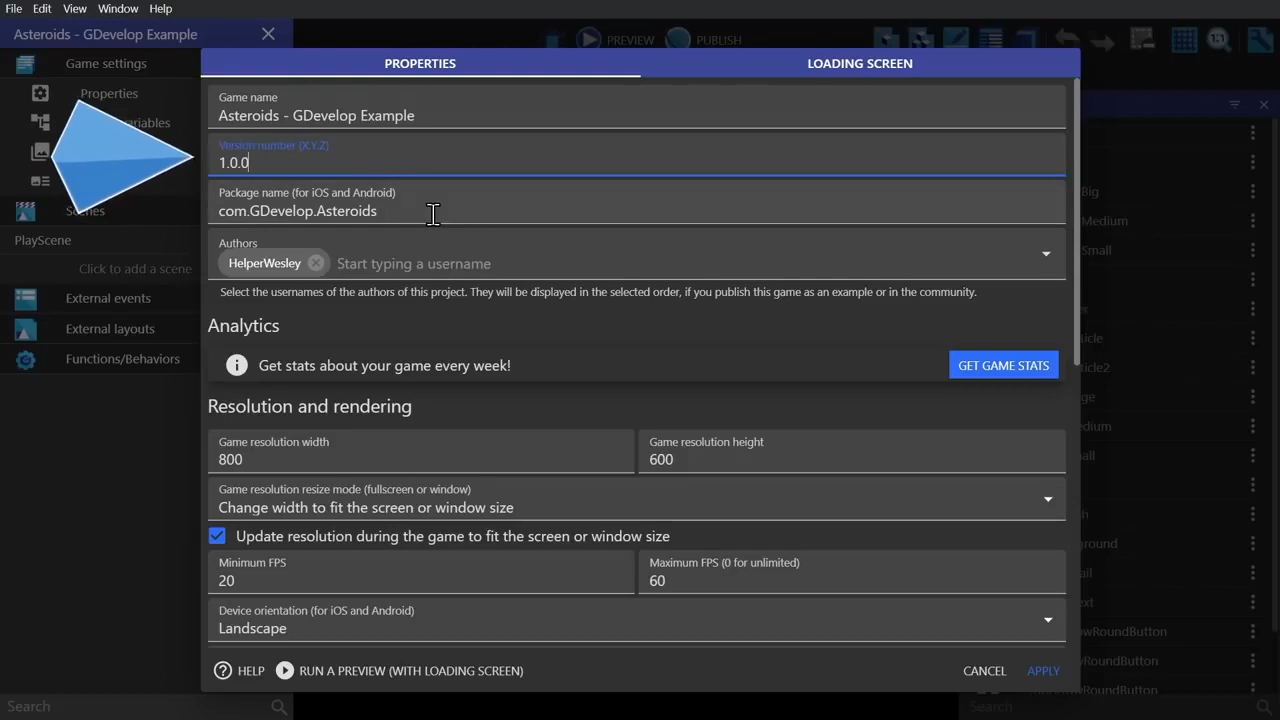 File Edit View Window Help
Asteroids - GDevelop Example
PREVIEW PUBLISH
Game settings
Properties
Scenes
PlayScene
Click to add a scene
External events
External layouts
Functions/Behaviors
Search
PROPERTIES LOADING SCREEN
Game name
Asteroids - GDevelop Example
Version number (X.Y.Z)
1.0.0
Package name (for iOS and Android)
com.GDevelop.Asteroids
Authors
HelperWesley Start typing a username
Select the usernames of the authors of this project. They will be displayed in the selected order, if you publish this game as an example or in the community.
Analytics
Get stats about your game every week! GET GAME STATS
Resolution and rendering
Game resolution width
800
Game resolution height
600
Game resolution resize mode (fullscreen or window)
Change width to fit the screen or window size
Update resolution during the game to fit the screen or window size
Minimum FPS
20
Maximum FPS (0 for unlimited)
60
Device orientation (for iOS and Android)
Landscape
HELP RUN A PREVIEW (WITH LOADING SCREEN) CANCEL APPLY
Search